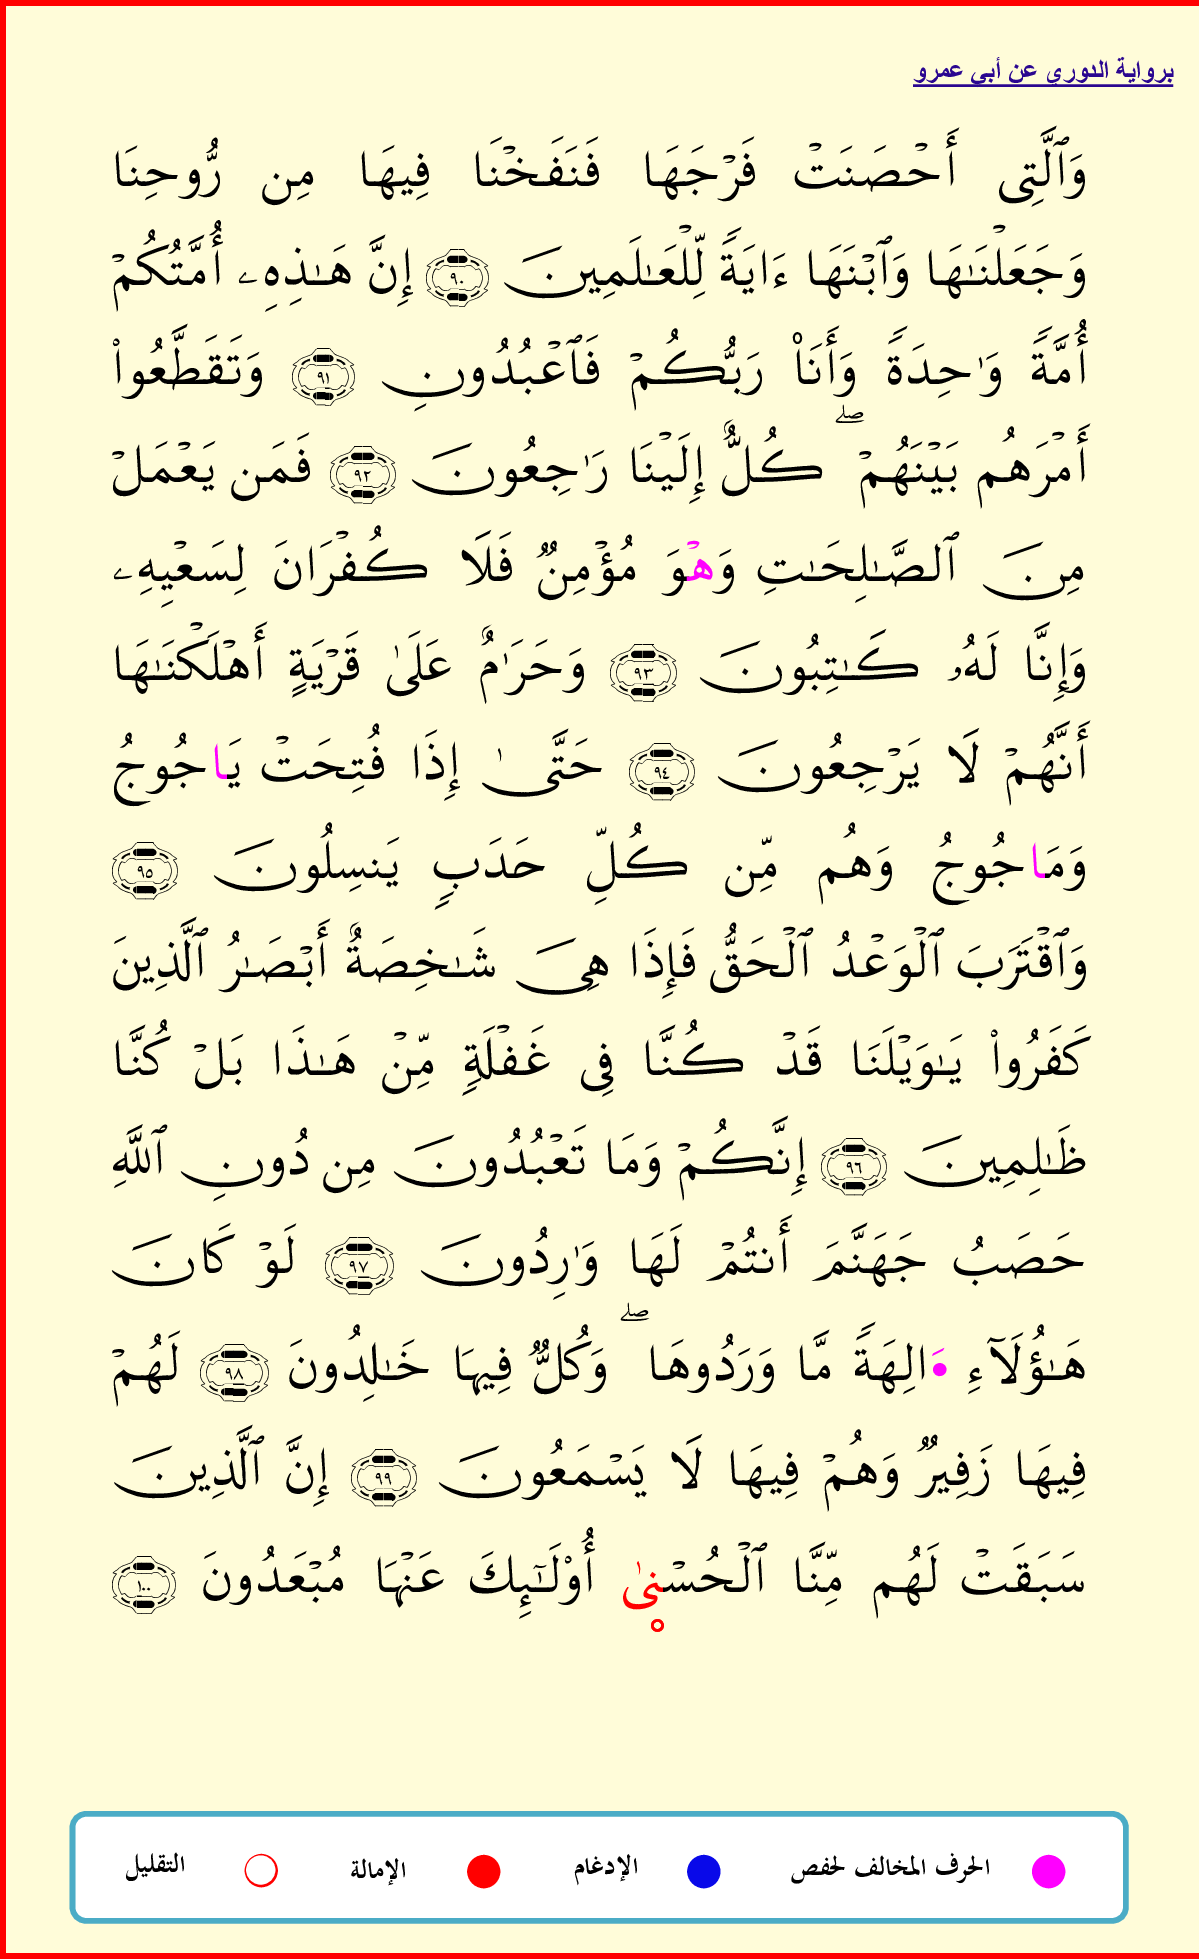 برواية الدوري عن أبي عمرو
وَٱلَّتِى أَحْصَنَتْ فَرْجَهَا فَنَفَخْنَا فِيهَا مِن رُّوحِنَا
وَجَعَلْنَٰهَا وَٱبْنَهَا ءَايَةً لِّلْعَٰلَمِينَ ٩٠ إِنَّ هَٰذِهِۦ أُمَّتُكُمْ
أُمَّةً وَٰحِدَةً وَأَنَا۠ رَبُّكُمْ فَٱعْبُدُونِ ٩١ وَتَقَطَّعُوا۟
أَمْرَهُم بَيْنَهُمْ ۖ كُلٌّ إِلَيْنَا رَٰجِعُونَ ٩٢ فَمَن يَعْمَلْ
مِنَ ٱلصَّٰلِحَٰتِ وَهْوَ مُؤْمِنٌ فَلَا كُفْرَانَ لِسَعْيِهِۦ
وَإِنَّا لَهُۥ كَٰتِبُونَ ٩٣ وَحَرَٰمٌ عَلَىٰ قَرْيَةٍ أَهْلَكْنَٰهَا
أَنَّهُمْ لَا يَرْجِعُونَ ٩٤ حَتَّىٰ إِذَا فُتِحَتْ يَاجُوجُ
وَمَاجُوجُ وَهُم مِّن كُلِّ حَدَبٍ يَنسِلُونَ ٩٥
وَٱقْتَرَبَ ٱلْوَعْدُ ٱلْحَقُّ فَإِذَا هِىَ شَٰخِصَةٌ أَبْصَٰرُ ٱلَّذِينَ
كَفَرُوا۟ يَٰوَيْلَنَا قَدْ كُنَّا فِى غَفْلَةٍ مِّنْ هَٰذَا بَلْ كُنَّا
ظَٰلِمِينَ ٩٦ إِنَّكُمْ وَمَا تَعْبُدُونَ مِن دُونِ ٱللَّهِ
حَصَبُ جَهَنَّمَ أَنتُمْ لَهَا وَٰرِدُونَ ٩٧ لَوْ كَانَ
هَٰؤُلَآءِ ءَالِهَةً مَّا وَرَدُوهَا ۖ وَكُلٌّ فِيهَا خَٰلِدُونَ ٩٨ لَهُمْ
فِيهَا زَفِيرٌ وَهُمْ فِيهَا لَا يَسْمَعُونَ ٩٩ إِنَّ ٱلَّذِينَ
سَبَقَتْ لَهُم مِّنَّا ٱلْحُسْنِىٰ أُو۟لَٰٓئِكَ عَنْهَا مُبْعَدُونَ ١٠٠
الحرف المخالف لحفص الإدغام الإمالة التقليل